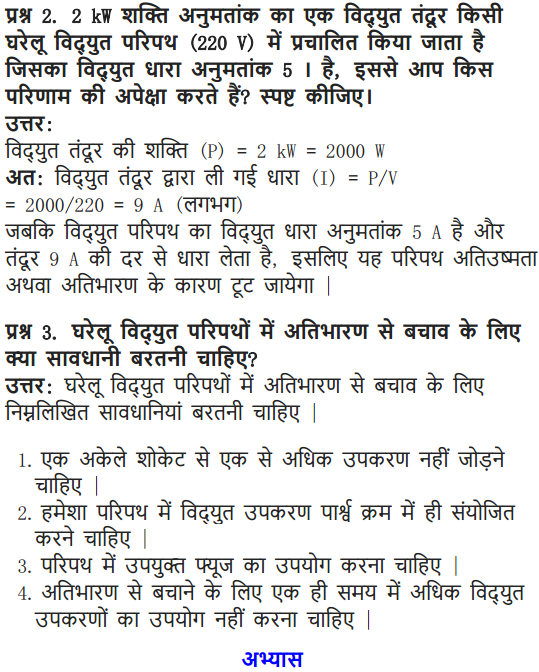 प्रश्न 2. 2 kW शक्ति अनुमतांक का एक विद्युत तंदूर किसी
घरेलू विद्युत परिपथ (220 V) में प्रचालित किया जाता है
जिसका विद्युत धारा अनुमतांक 5 । है, इससे आप किस
परिणाम की अपेक्षा करते हैं? स्पष्ट कीजिए।
उत्तर:
विद्युत तंदूर की शक्ति (P) = 2 kW = 2000 W
अत: विद्युत तंदूर द्वारा ली गई धारा (I) = P/V
= 2000/220 = 9 A (लगभग)
जबकि विद्युत परिपथ का विद्युत धारा अनुमतांक 5 A है और
तंदूर 9 A की दर से धारा लेता है, इसलिए यह परिपथ अतिउष्मता
अथवा अतिभारण के कारण टूट जायेगा |
प्रश्न 3. घरेलू विद्युत परिपथों में अतिभारण से बचाव के लिए
क्या सावधानी बरतनी चाहिए?
उत्तर: घरेलू विद्युत परिपथों में अतिभारण से बचाव के लिए
निम्नलिखित सावधानियां बरतनी चाहिए |
1. एक अकेले शोकेट से एक से अधिक उपकरण नहीं जोड़ने
चाहिए |
2. हमेशा परिपथ में विद्युत उपकरण पार्श्व क्रम में ही संयोजित
करने चाहिए |
3. परिपथ में उपयुक्त फ्यूज का उपयोग करना चाहिए |
4. अतिभारण से बचाने के लिए एक ही समय में अधिक विद्युत
उपकरणों का उपयोग नहीं करना चाहिए |
अभ्यास